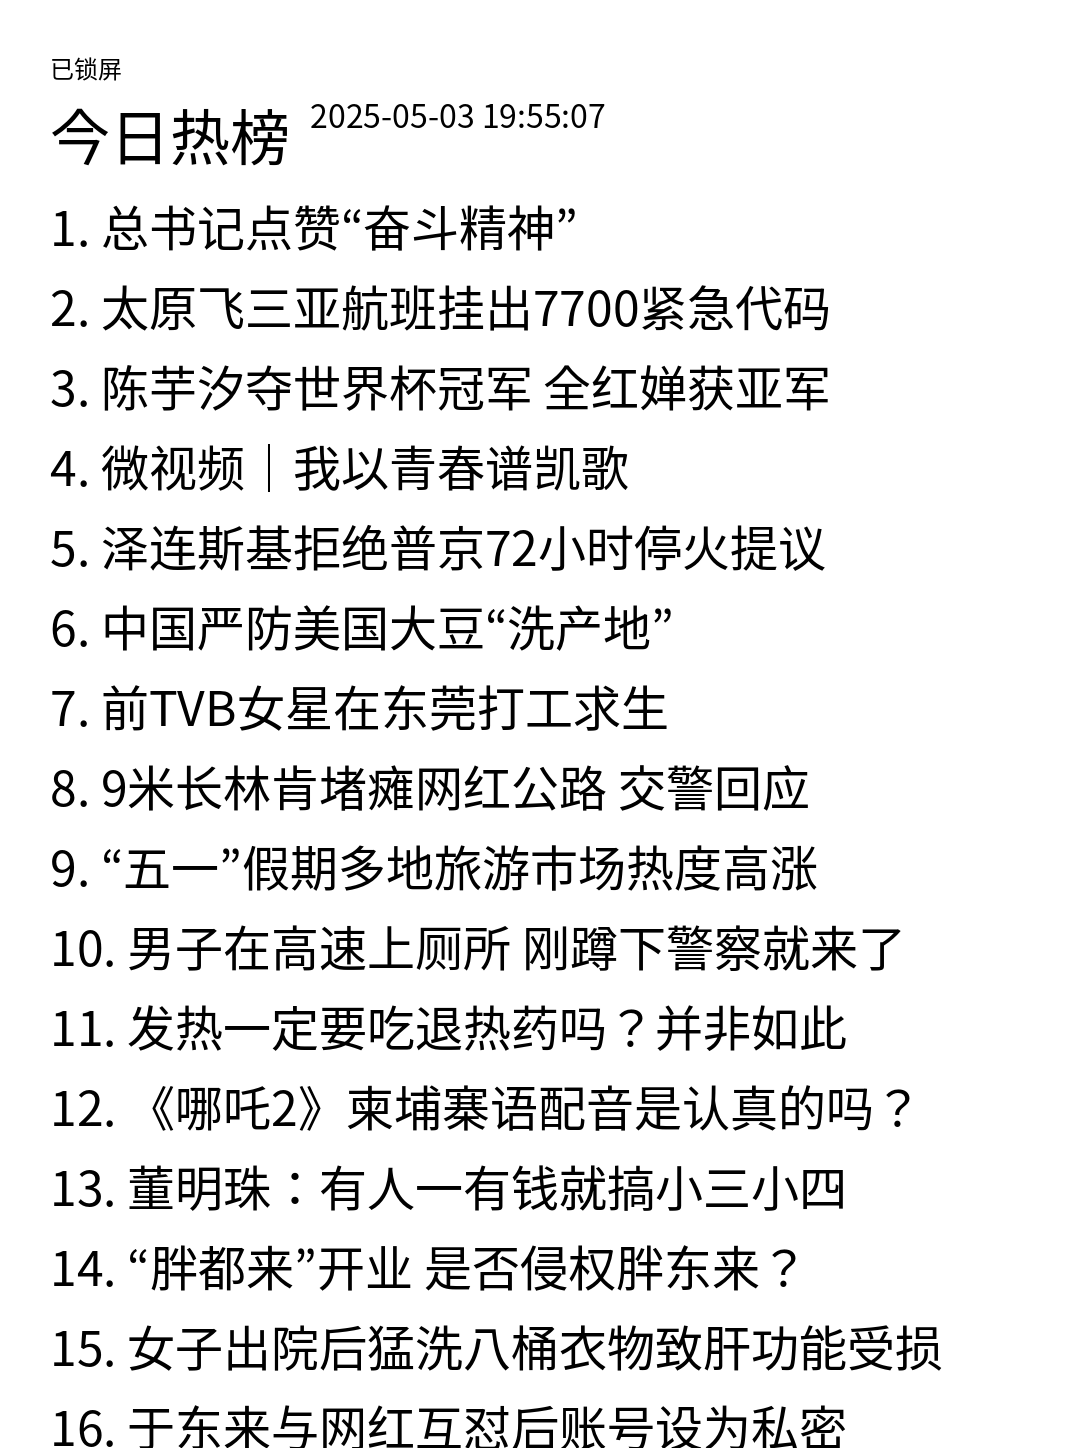 已锁屏
今日热榜 2025-05-03 19:55:07
1. 总书记点赞“奋斗精神”
2. 太原飞三亚航班挂出7700紧急代码
3. 陈芋汐夺世界杯冠军 全红婵获亚军
4. 微视频｜我以青春谱凯歌
5. 泽连斯基拒绝普京72小时停火提议
6. 中国严防美国大豆“洗产地”
7. 前TVB女星在东莞打工求生
8. 9米长林肯堵瘫网红公路 交警回应
9. “五一”假期多地旅游市场热度高涨
10. 男子在高速上厕所 刚蹲下警察就来了
11. 发热一定要吃退热药吗？并非如此
12. 《哪吒2》柬埔寨语配音是认真的吗？
13. 董明珠：有人一有钱就搞小三小四
14. “胖都来”开业 是否侵权胖东来？
15. 女子出院后猛洗八桶衣物致肝功能受损
16. 于东来与网红互怼后账号设为私密